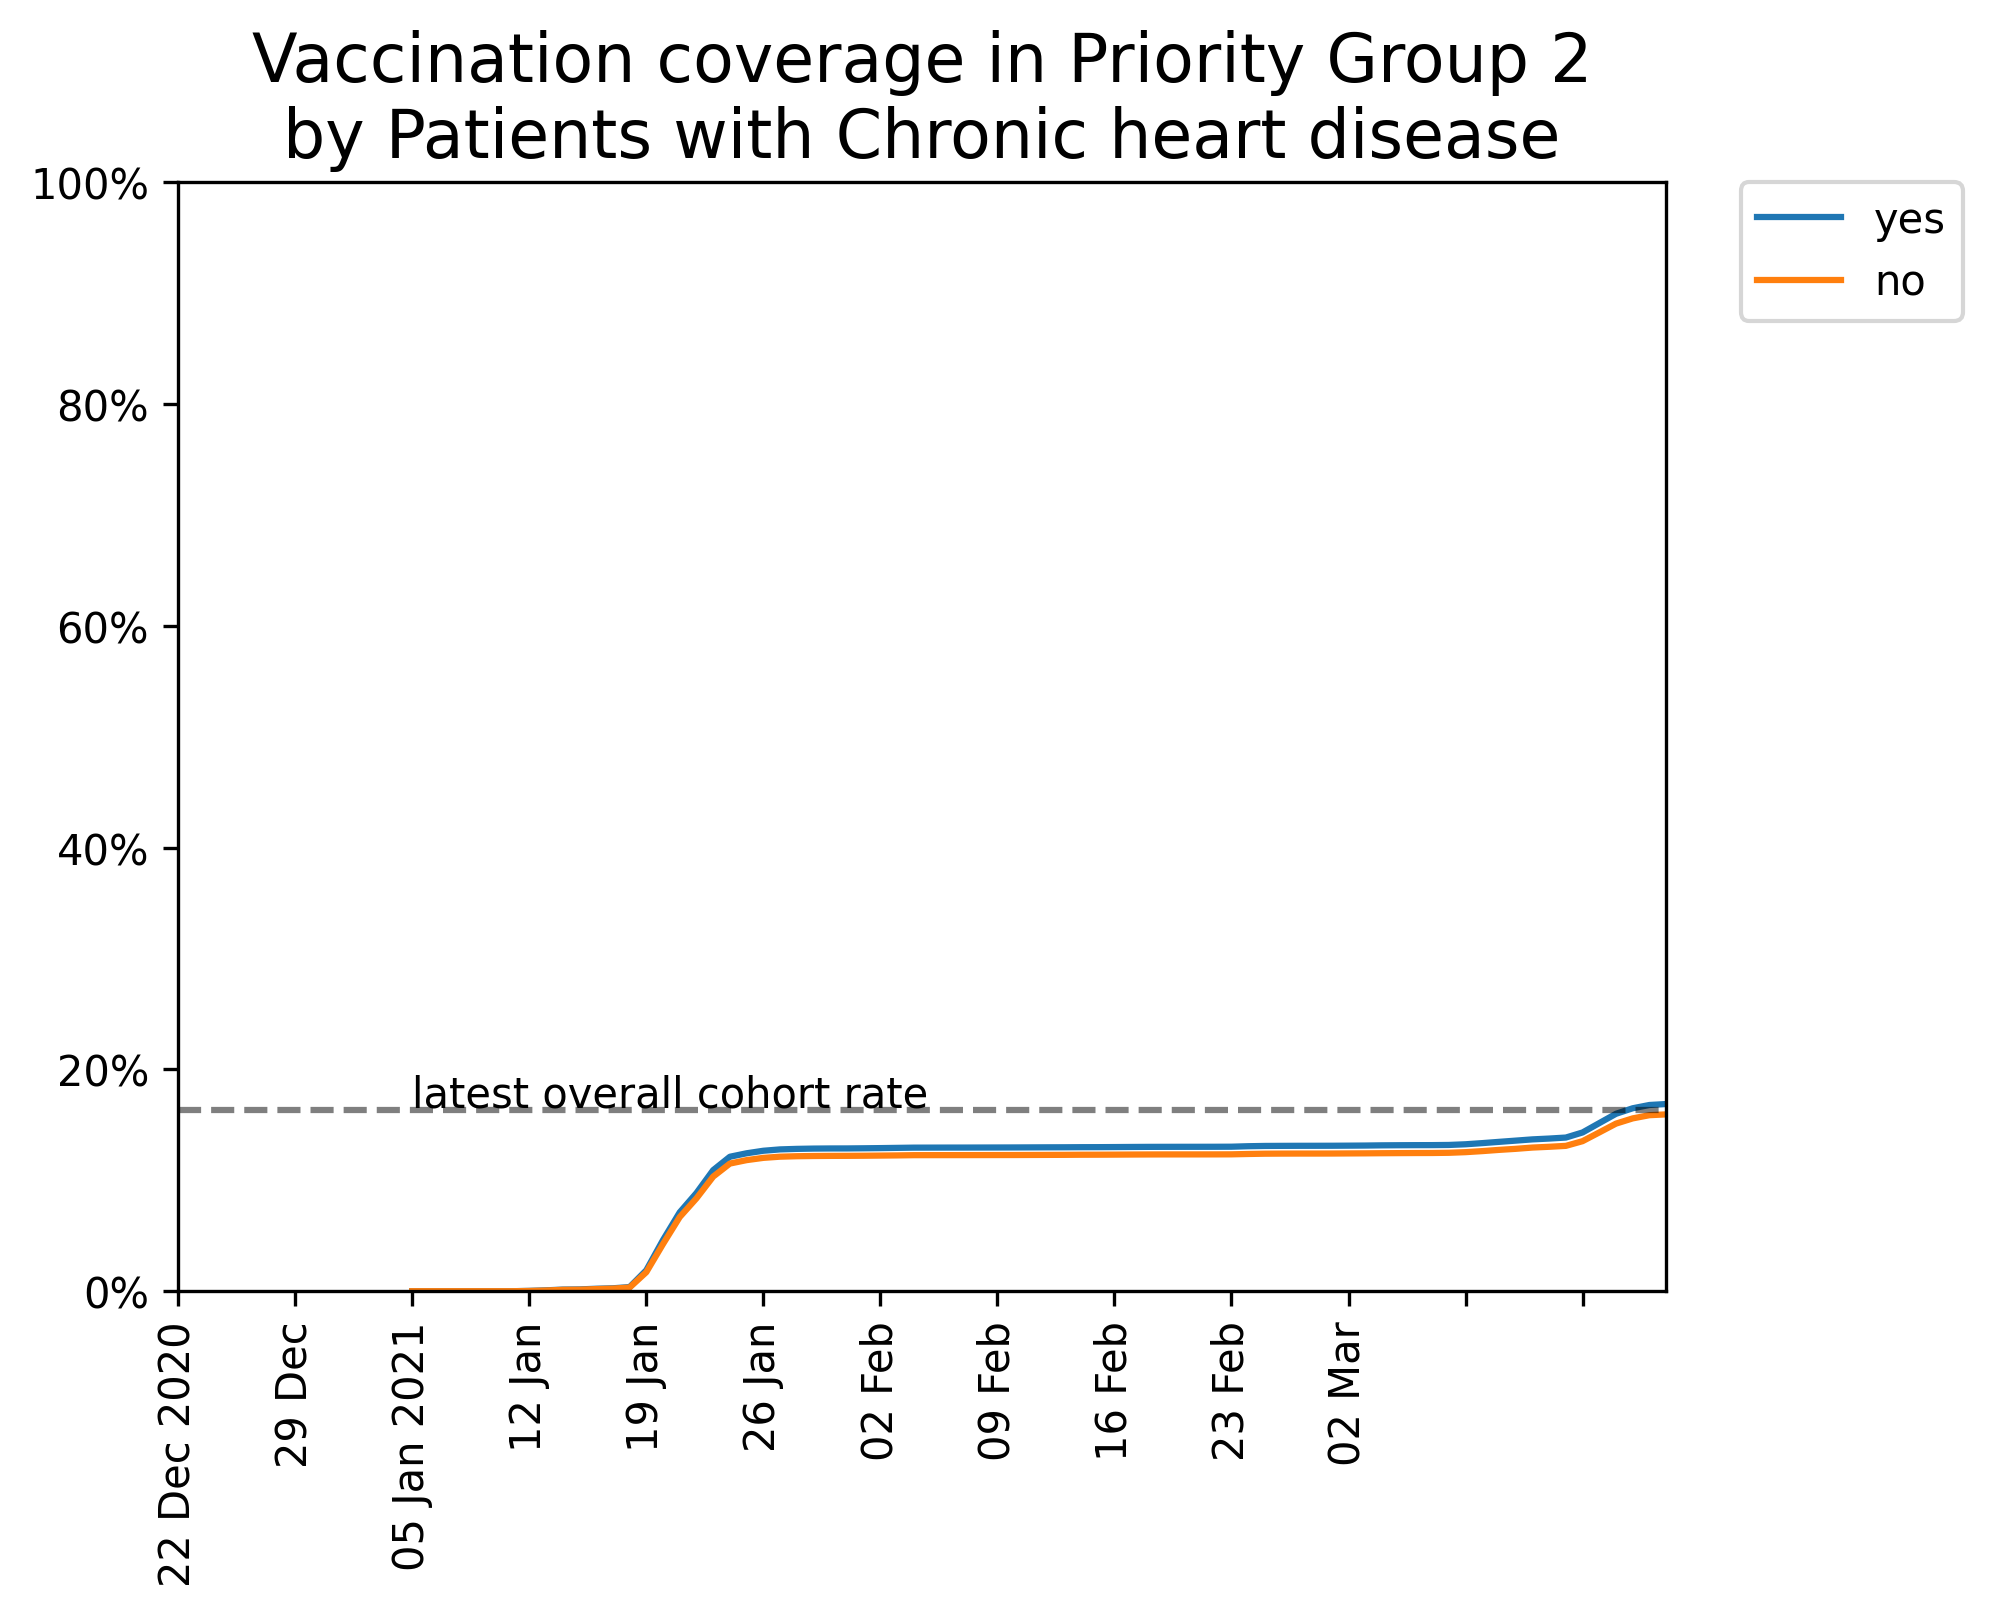 Vaccination coverage in Priority Group 2
by Patients with Chronic heart disease
100%
80%
60%
40%
20%
0%
latest overall cohort rate
yes
no
22 Dec 2020
29 Dec
05 Jan 2021
12 Jan
19 Jan
26 Jan
02 Feb
09 Feb
16 Feb
23 Feb
02 Mar